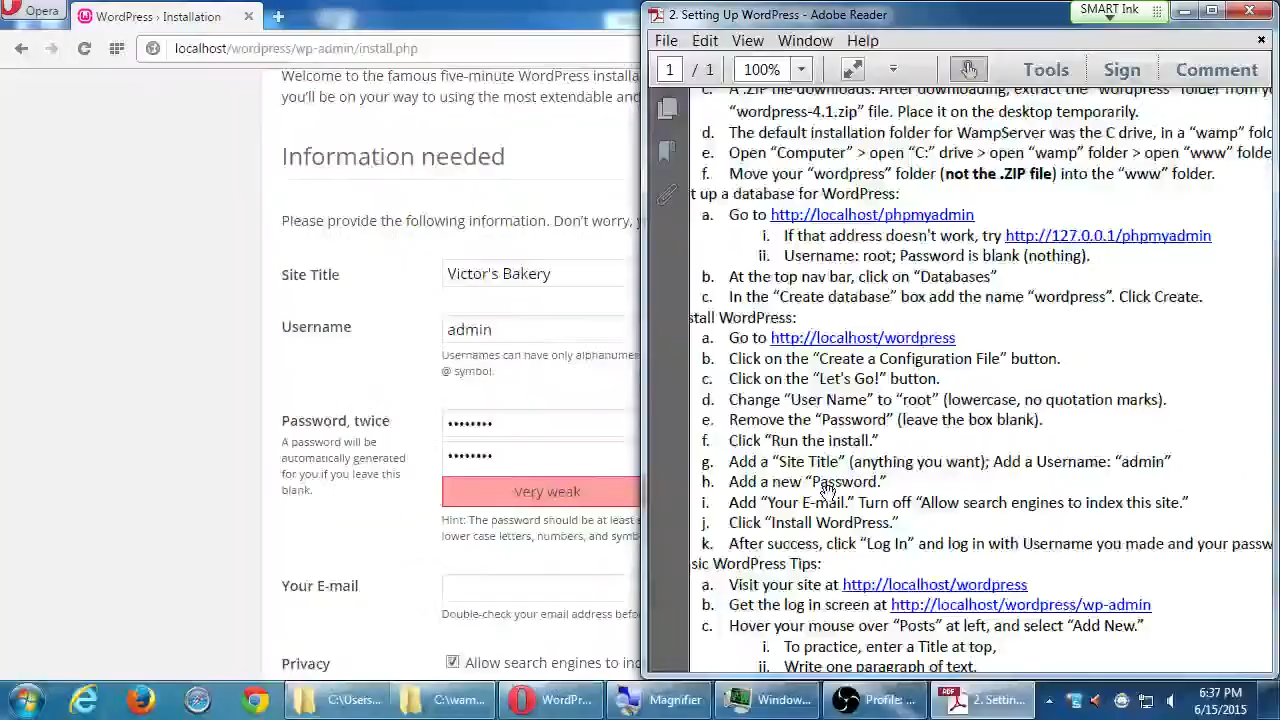 Opera
WordPress › Installation
localhost/wordpress/wp-admin/install.php
Welcome to the famous five-minute WordPress installa
you'll be on your way to using the most extendable and
Information needed
Please provide the following information. Don't worry, y
Site Title
Victor's Bakery
Username
admin
Usernames can have only alphanume
@ symbol.
Password, twice
A password will be
automatically generated
for you if you leave this
blank.
••••••••
••••••••
Very weak
Hint: The password should be at least s
lower case letters, numbers, and symbo
Your E-mail
Double-check your email address befo
Privacy
Allow search engines to inc
2. Setting Up WordPress - Adobe Reader
SMART Ink
File Edit View Window Help
1 / 1 100% Tools Sign Comment
c. A .ZIP file downloads. After downloading, extract the "wordpress" folder from yo
"wordpress-4.1.zip" file. Place it on the desktop temporarily.
d. The default installation folder for WampServer was the C drive, in a "wamp" fold
e. Open "Computer" > open "C:" drive > open "wamp" folder > open "www" folde
f. Move your "wordpress" folder (not the .ZIP file) into the "www" folder.
t up a database for WordPress:
a. Go to http://localhost/phpmyadmin
i. If that address doesn't work, try http://127.0.0.1/phpmyadmin
ii. Username: root; Password is blank (nothing).
b. At the top nav bar, click on "Databases"
c. In the "Create database" box add the name "wordpress". Click Create.
stall WordPress:
a. Go to http://localhost/wordpress
b. Click on the "Create a Configuration File" button.
c. Click on the "Let's Go!" button.
d. Change "User Name" to "root" (lowercase, no quotation marks).
e. Remove the "Password" (leave the box blank).
f. Click "Run the install."
g. Add a "Site Title" (anything you want); Add a Username: "admin"
h. Add a new "Password."
i. Add "Your E-mail." Turn off "Allow search engines to index this site."
j. Click "Install WordPress."
k. After success, click "Log In" and log in with Username you made and your passw
sic WordPress Tips:
a. Visit your site at http://localhost/wordpress
b. Get the log in screen at http://localhost/wordpress/wp-admin
c. Hover your mouse over "Posts" at left, and select "Add New."
i. To practice, enter a Title at top,
ii. Write one paragraph of text.
C:\Users... C:\wam... WordPr... Magnifier Window... Profile: ... 2. Settin...
6:37 PM
6/15/2015